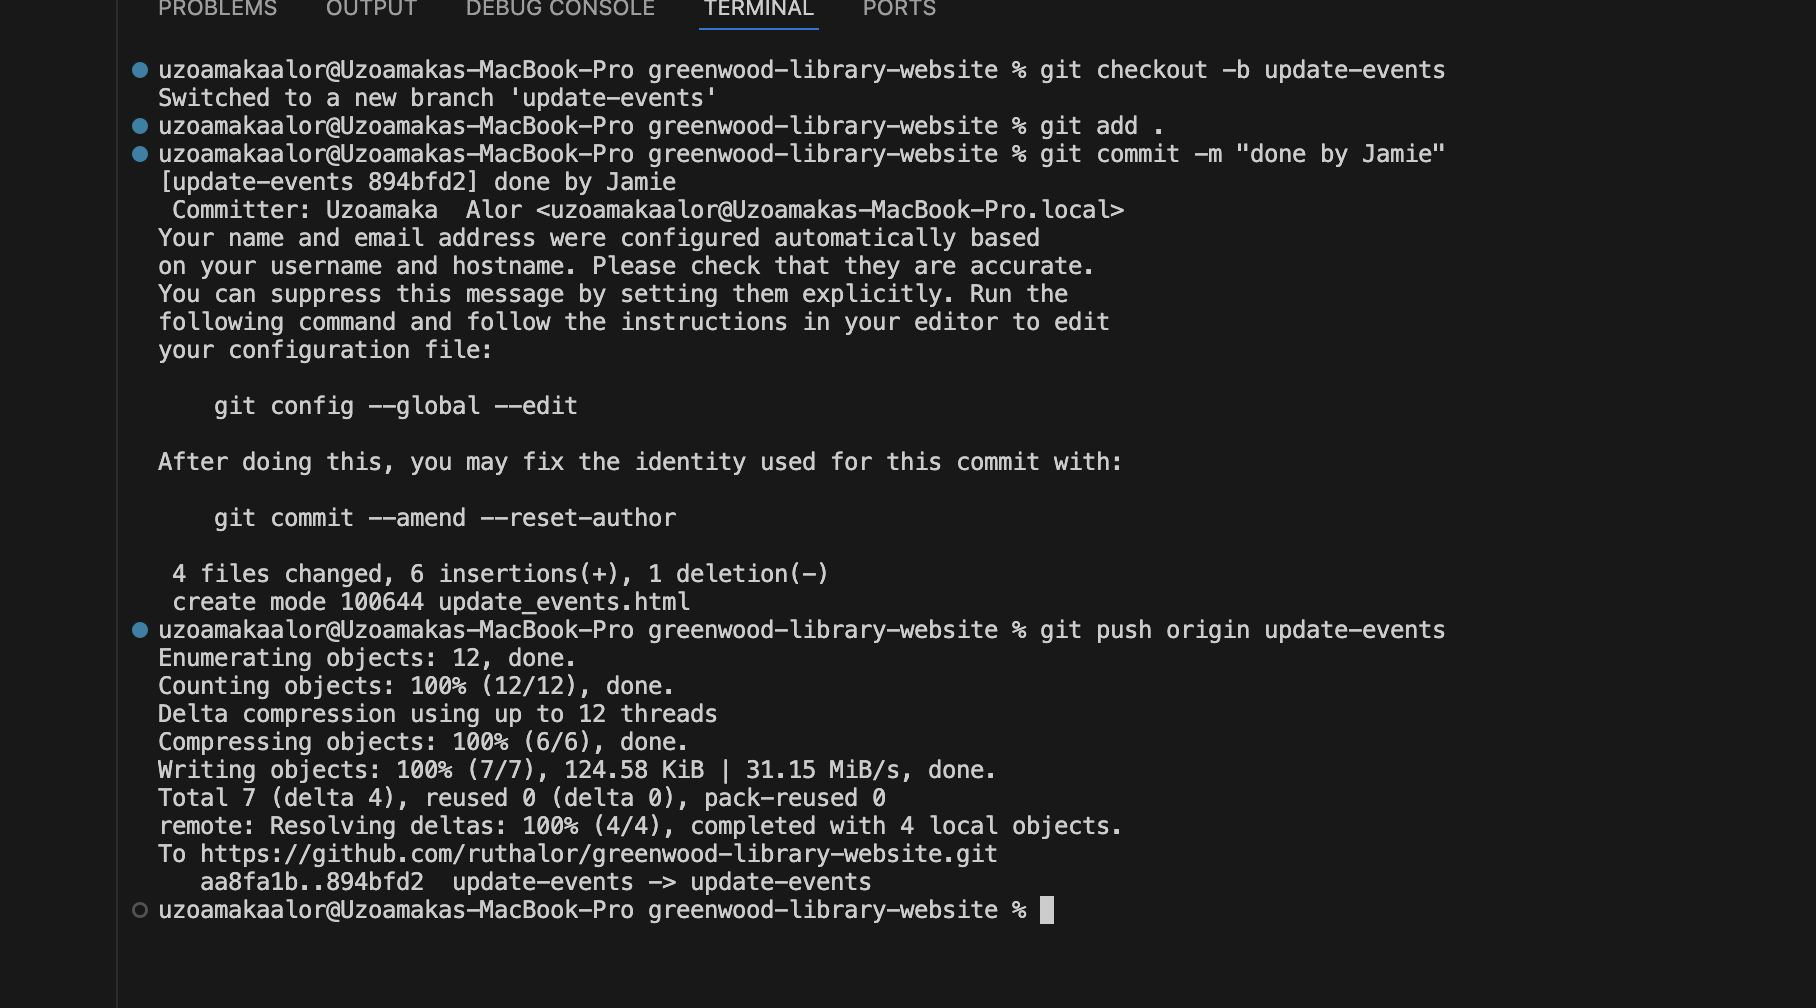 PROBLEMS OUTPUT DEBUG CONSOLE TERMINAL PORTS
uzoamakaalor@Uzoamakas-MacBook-Pro greenwood-library-website % git checkout -b update-events
Switched to a new branch 'update-events'
uzoamakaalor@Uzoamakas-MacBook-Pro greenwood-library-website % git add .
uzoamakaalor@Uzoamakas-MacBook-Pro greenwood-library-website % git commit -m "done by Jamie"
[update-events 894bfd2] done by Jamie
 Committer: Uzoamaka  Alor <uzoamakaalor@Uzoamakas-MacBook-Pro.local>
Your name and email address were configured automatically based
on your username and hostname. Please check that they are accurate.
You can suppress this message by setting them explicitly. Run the
following command and follow the instructions in your editor to edit
your configuration file:
    git config --global --edit
After doing this, you may fix the identity used for this commit with:
    git commit --amend --reset-author
 4 files changed, 6 insertions(+), 1 deletion(-)
 create mode 100644 update_events.html
uzoamakaalor@Uzoamakas-MacBook-Pro greenwood-library-website % git push origin update-events
Enumerating objects: 12, done.
Counting objects: 100% (12/12), done.
Delta compression using up to 12 threads
Compressing objects: 100% (6/6), done.
Writing objects: 100% (7/7), 124.58 KiB | 31.15 MiB/s, done.
Total 7 (delta 4), reused 0 (delta 0), pack-reused 0
remote: Resolving deltas: 100% (4/4), completed with 4 local objects.
To https://github.com/ruthalor/greenwood-library-website.git
   aa8fa1b..894bfd2  update-events -> update-events
uzoamakaalor@Uzoamakas-MacBook-Pro greenwood-library-website %